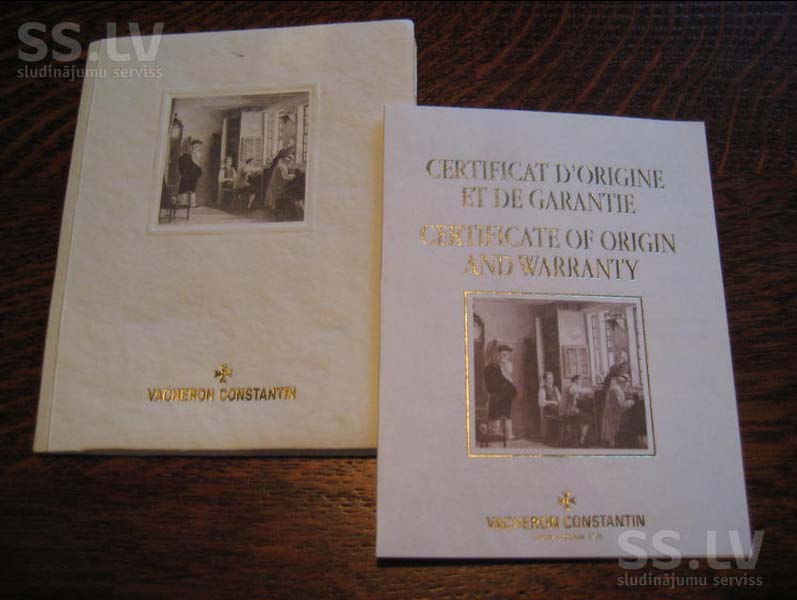 SS.LV
sludinājumu serviss
VACHERON CONSTANTIN
CERTIFICAT D'ORIGINE
ET DE GARANTIE
CERTIFICATE OF ORIGIN
AND WARRANTY
VACHERON CONSTANTIN
SS.LV
sludinājumu serviss